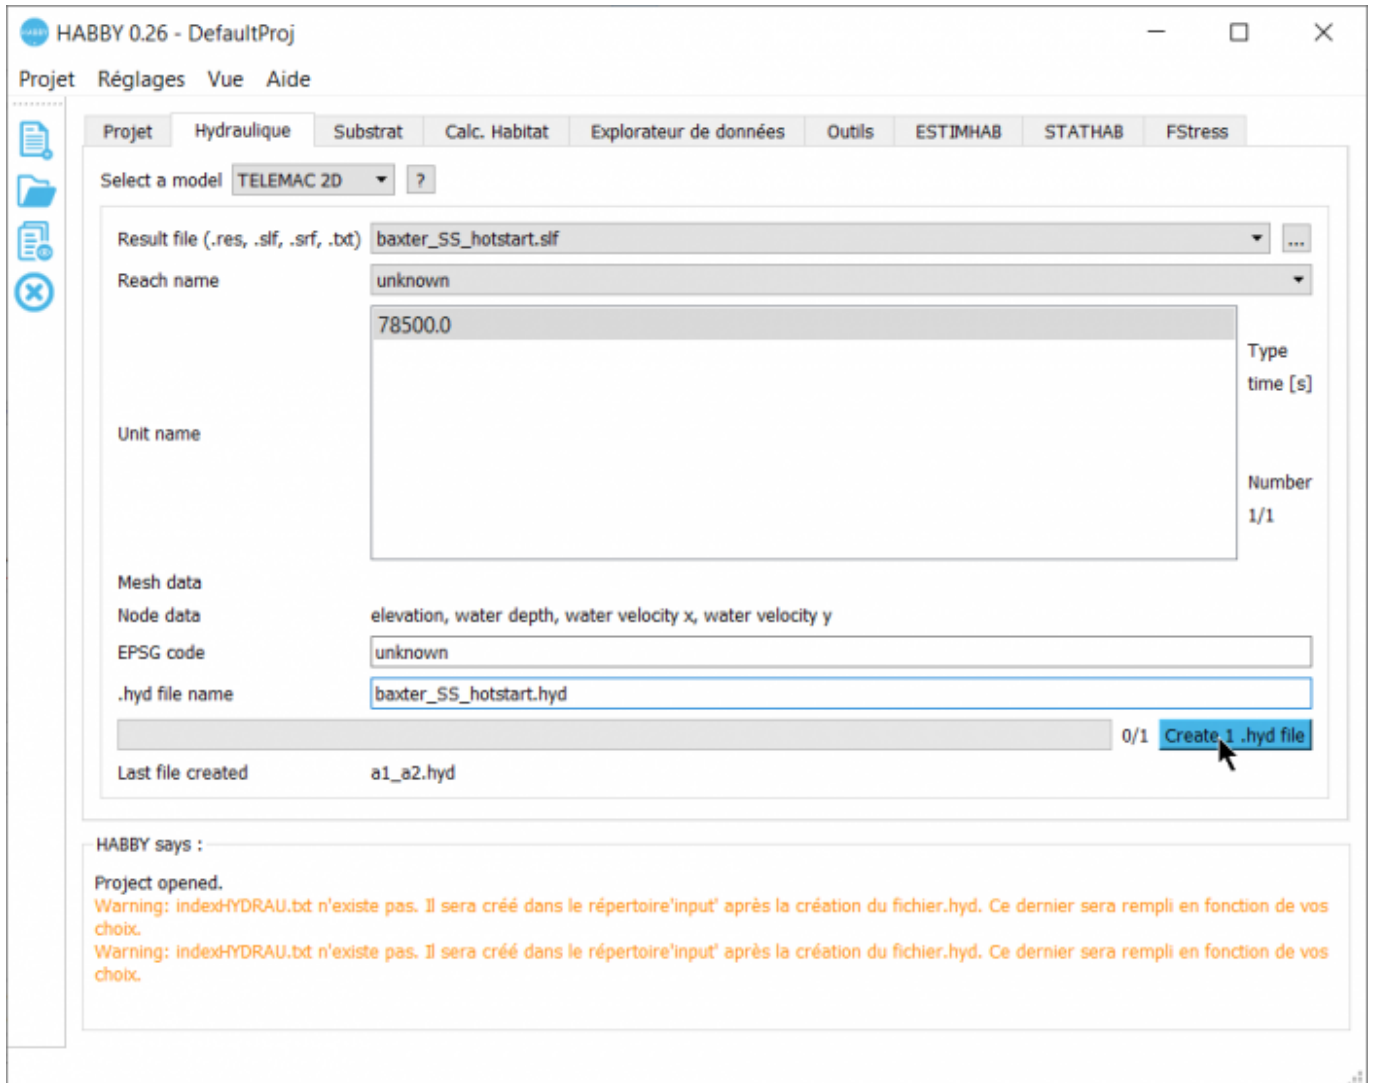 HABBY 0.26 - DefaultProj
Projet Réglages Vue Aide
Projet Hydraulique Substrat Calc. Habitat Explorateur de données Outils ESTIMHAB STATHAB FStress
Select a model TELEMAC 2D ?
Result file (.res, .slf, .srf, .txt) baxter_SS_hotstart.slf ...
Reach name unknown
78500.0
Type
time [s]
Unit name
Number
1/1
Mesh data
Node data elevation, water depth, water velocity x, water velocity y
EPSG code unknown
.hyd file name baxter_SS_hotstart.hyd
0/1 Create 1 .hyd file
Last file created a1_a2.hyd
HABBY says :
Project opened.
Warning: indexHYDRAU.txt n'existe pas. Il sera créé dans le répertoire'input' après la création du fichier.hyd. Ce dernier sera rempli en fonction de vos
choix.
Warning: indexHYDRAU.txt n'existe pas. Il sera créé dans le répertoire'input' après la création du fichier.hyd. Ce dernier sera rempli en fonction de vos
choix.